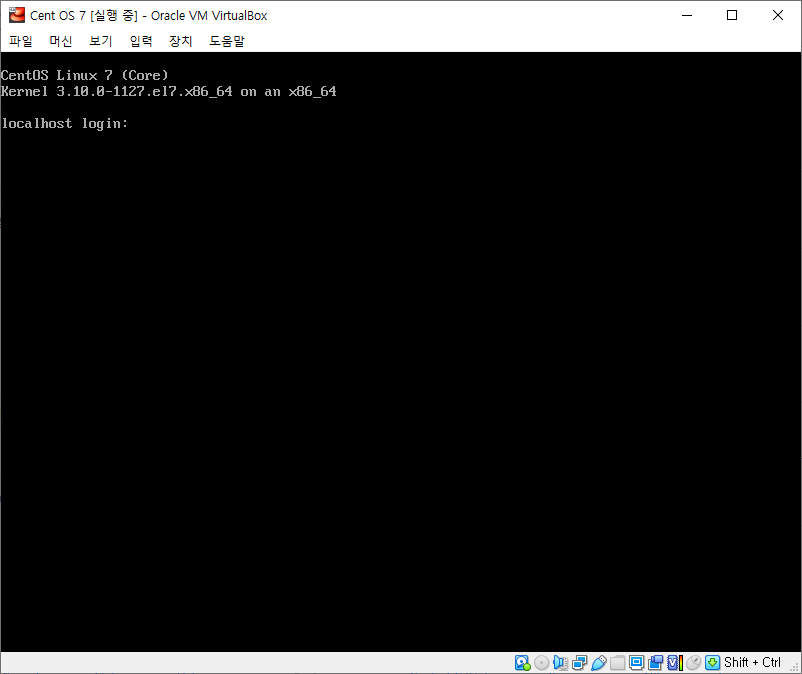 Cent OS 7 [실행 중] - Oracle VM VirtualBox
파일 머신 보기 입력 장치 도움말
CentOS Linux 7 (Core)
Kernel 3.10.0-1127.el7.x86_64 on an x86_64
localhost login:
Shift + Ctrl